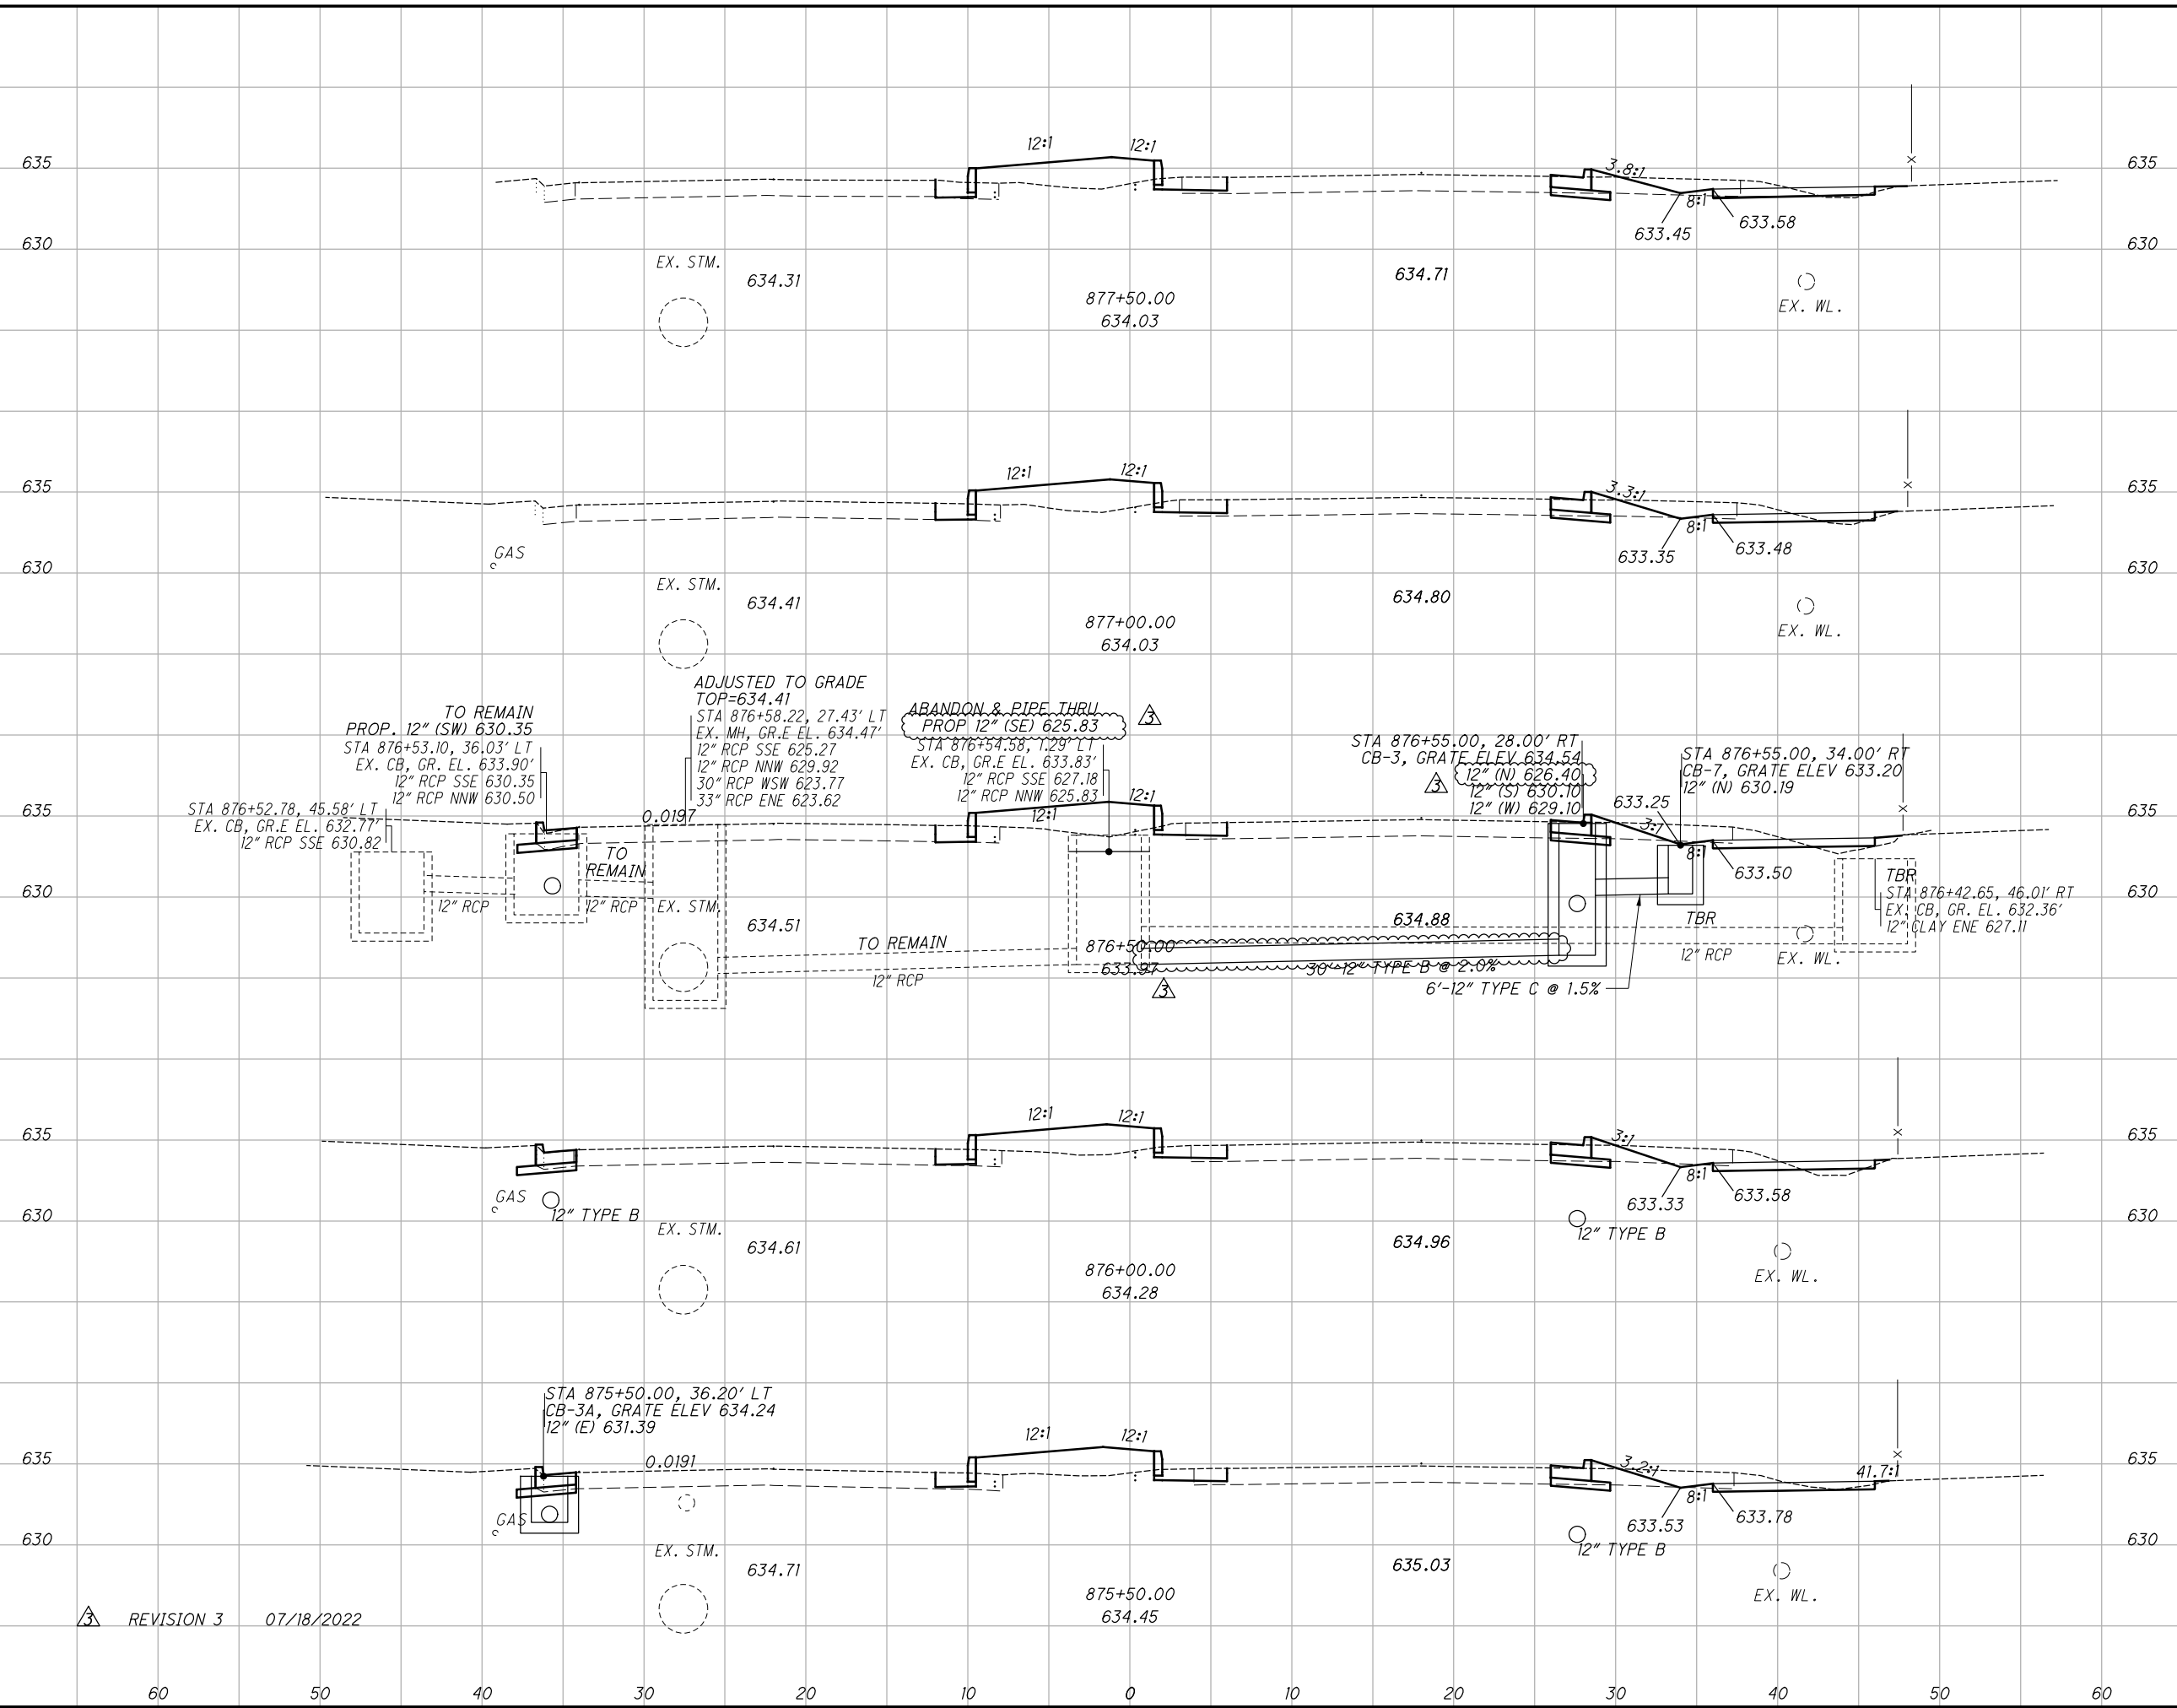 12:1 12:1
635 3.8:1 635
8:1
633.58
633.45
630 630
EX. STM.
634.31 634.71
877+50.00
634.03
EX. WL.
12:1 12:1
635 3.3:1 635
8:1
633.48
GAS 633.35
630 630
EX. STM.
634.41 634.80
877+00.00
634.03
EX. WL.
ADJUSTED TO GRADE
TOP=634.41
STA 876+58.22, 27.43' LT
EX. MH, GR.E EL. 634.47'
12" RCP SSE 625.27
12" RCP NNW 629.92
30" RCP WSW 623.77
33" RCP ENE 623.62
TO REMAIN
PROP. 12" (SW) 630.35
STA 876+53.10, 36.03' LT
EX. CB, GR. EL. 633.90'
12" RCP SSE 630.35
12" RCP NNW 630.50
ABANDON & PIPE THRU
PROP 12" (SE) 625.83
3
STA 876+54.58, 1.29' LT
EX. CB, GR.E EL. 633.83'
12" RCP SSE 627.18
12" RCP NNW 625.83
STA 876+55.00, 28.00' RT
CB-3, GRATE ELEV 634.54
12" (N) 626.40
3
12" (S) 630.10
12" (W) 629.10
STA 876+55.00, 34.00' RT
CB-7, GRATE ELEV 633.20
12" (N) 630.19
STA 876+52.78, 45.58' LT
EX. CB, GR.E EL. 632.77'
12" RCP SSE 630.82
635 0.0197 12:1 12:1 633.25 635
3:1
8:1
633.50
TO
REMAIN
630 630
12" RCP 12" RCP EX. STM.
634.51 634.88
TBR
TBR
STA 876+42.65, 46.01' RT
EX. CB, GR. EL. 632.36'
12" CLAY ENE 627.11
TO REMAIN
876+50.00
633.97
12" RCP
30'-12" TYPE B @ 2.0%
12" RCP
EX. WL.
3
6'-12" TYPE C @ 1.5%
12:1 12:1
635 3:1 635
8:1
633.58
633.33
GAS
12" TYPE B
630 630
12" TYPE B
EX. STM.
634.61 634.96
876+00.00
634.28
EX. WL.
STA 875+50.00, 36.20' LT
CB-3A, GRATE ELEV 634.24
12" (E) 631.39
12:1 12:1
635 0.0191 3.2:1 41.7:1 635
8:1
633.78
GAS 633.53
630 630
12" TYPE B
EX. STM.
634.71 635.03
875+50.00
634.45
EX. WL.
3 REVISION 3 07/18/2022
60 50 40 30 20 10 0 10 20 30 40 50 60